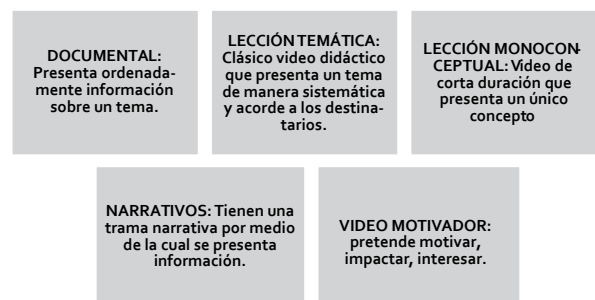 DOCUMENTAL:
Presenta ordenada-
mente información
sobre un tema.
LECCIÓN TEMÁTICA:
Clásico video didáctico
que presenta un tema
de manera sistemática
y acorde a los destina-
tarios.
LECCIÓN MONOCON-
CEPTUAL: Video de
corta duración que
presenta un único
concepto
NARRATIVOS: Tienen una
trama narrativa por medio
de la cual se presenta
información.
VIDEO MOTIVADOR:
pretende motivar,
impactar, interesar.